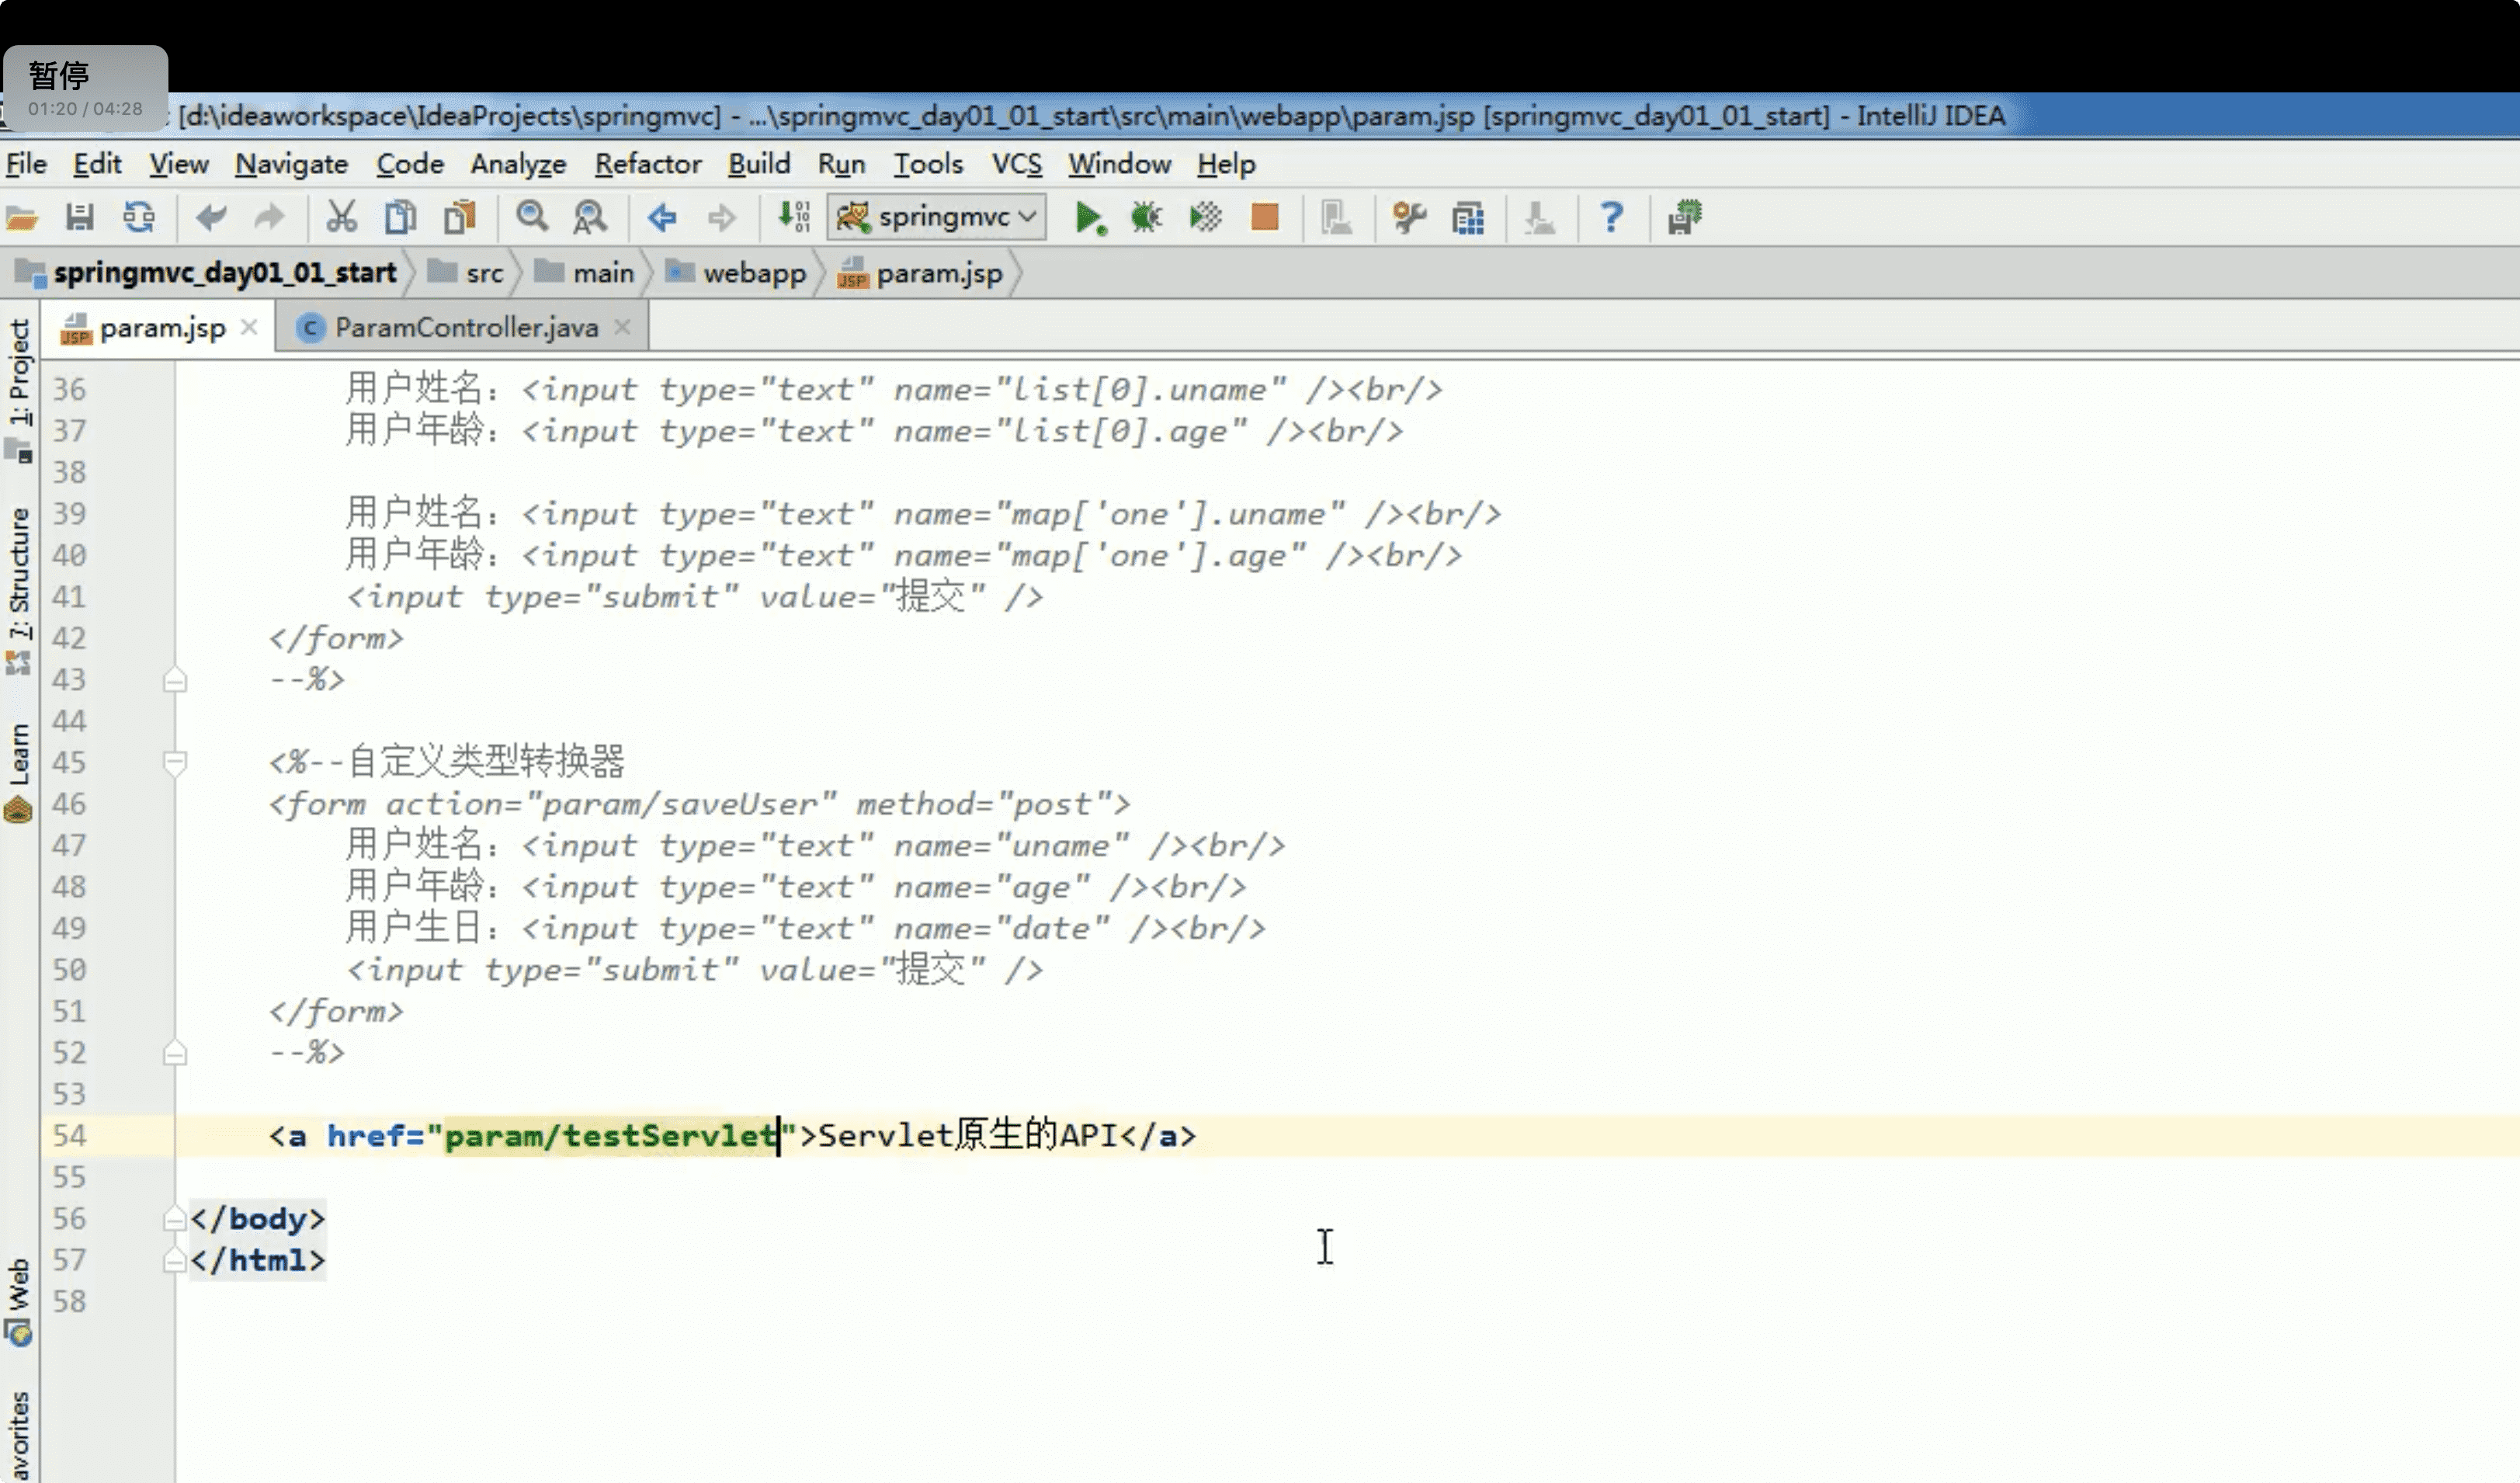 暂停
01:20 / 04:28
[d:\ideaworkspace\IdeaProjects\springmvc] - ...\springmvc_day01_01_start\src\main\webapp\param.jsp [springmvc_day01_01_start] - IntelliJ IDEA
File Edit View Navigate Code Analyze Refactor Build Run Tools VCS Window Help
springmvc
springmvc_day01_01_start src main webapp param.jsp
param.jsp ParamController.java
1: Project
7: Structure
Learn
Web
36 用户姓名：<input type="text" name="list[0].uname" /><br/>
37 用户年龄：<input type="text" name="list[0].age" /><br/>
38
39 用户姓名：<input type="text" name="map['one'].uname" /><br/>
40 用户年龄：<input type="text" name="map['one'].age" /><br/>
41 <input type="submit" value="提交" />
42 </form>
43 --%>
44
45 <%--自定义类型转换器
46 <form action="param/saveUser" method="post">
47 用户姓名：<input type="text" name="uname" /><br/>
48 用户年龄：<input type="text" name="age" /><br/>
49 用户生日：<input type="text" name="date" /><br/>
50 <input type="submit" value="提交" />
51 </form>
52 --%>
53
54 <a href="param/testServlet">Servlet原生的API</a>
55
56 </body>
57 </html>
58